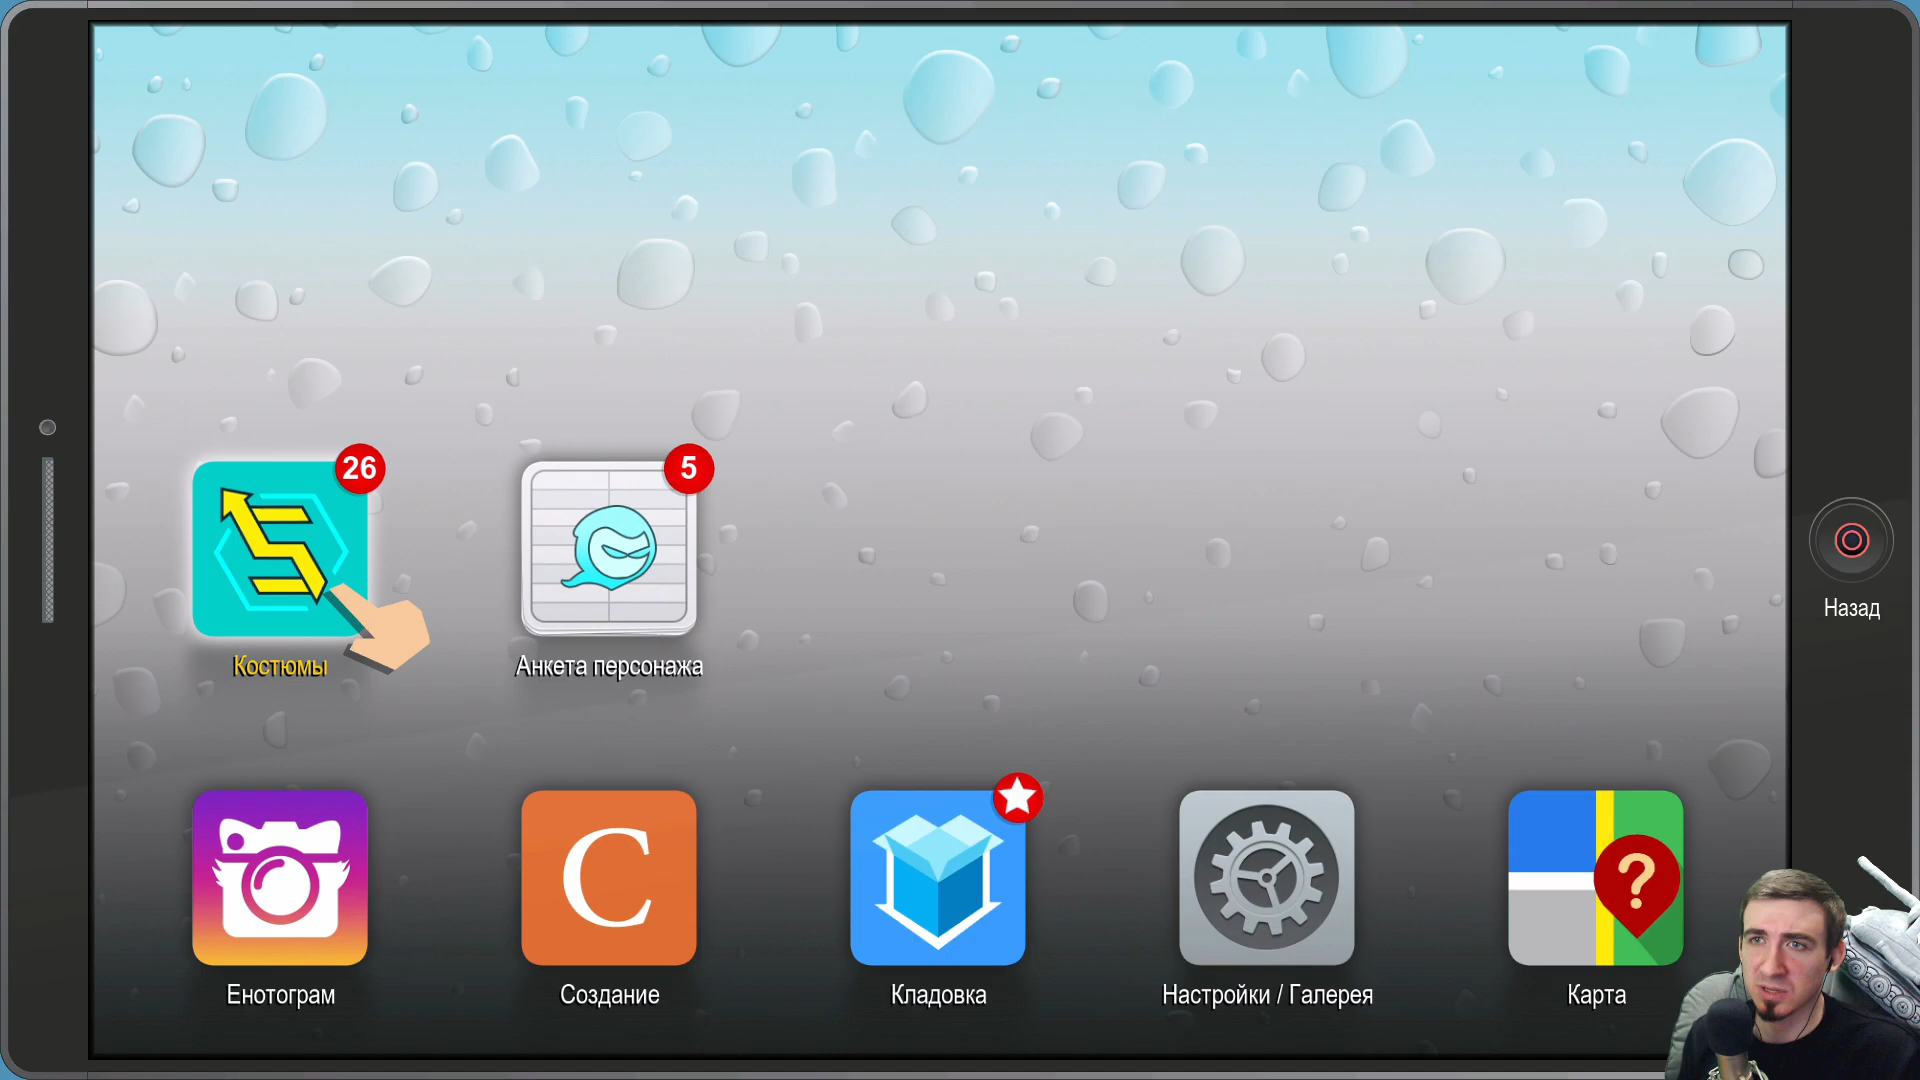 26
5
Костюмы
Анкета персонажа
Назад
C
?
Енотограм
Создание
Кладовка
Настройки / Галерея
Карта